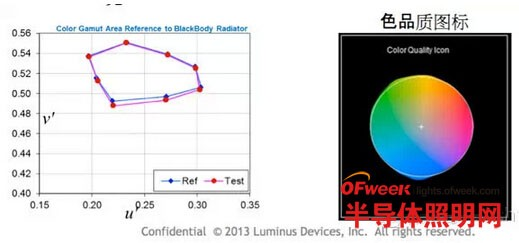 Color Gamut Area Reference to BlackBody Radiator
0.56
0.54
0.52
0.50
0.48
0.46
0.44
0.42
0.40
v'
0.15
0.20
0.25
0.30
0.35
u'
Ref
Test
色品质图标
Color Quality Icon
OFweek
lights.ofweek.com
半导体照明网
Confidential © 2013 Luminus Devices, Inc. All rights reserved.